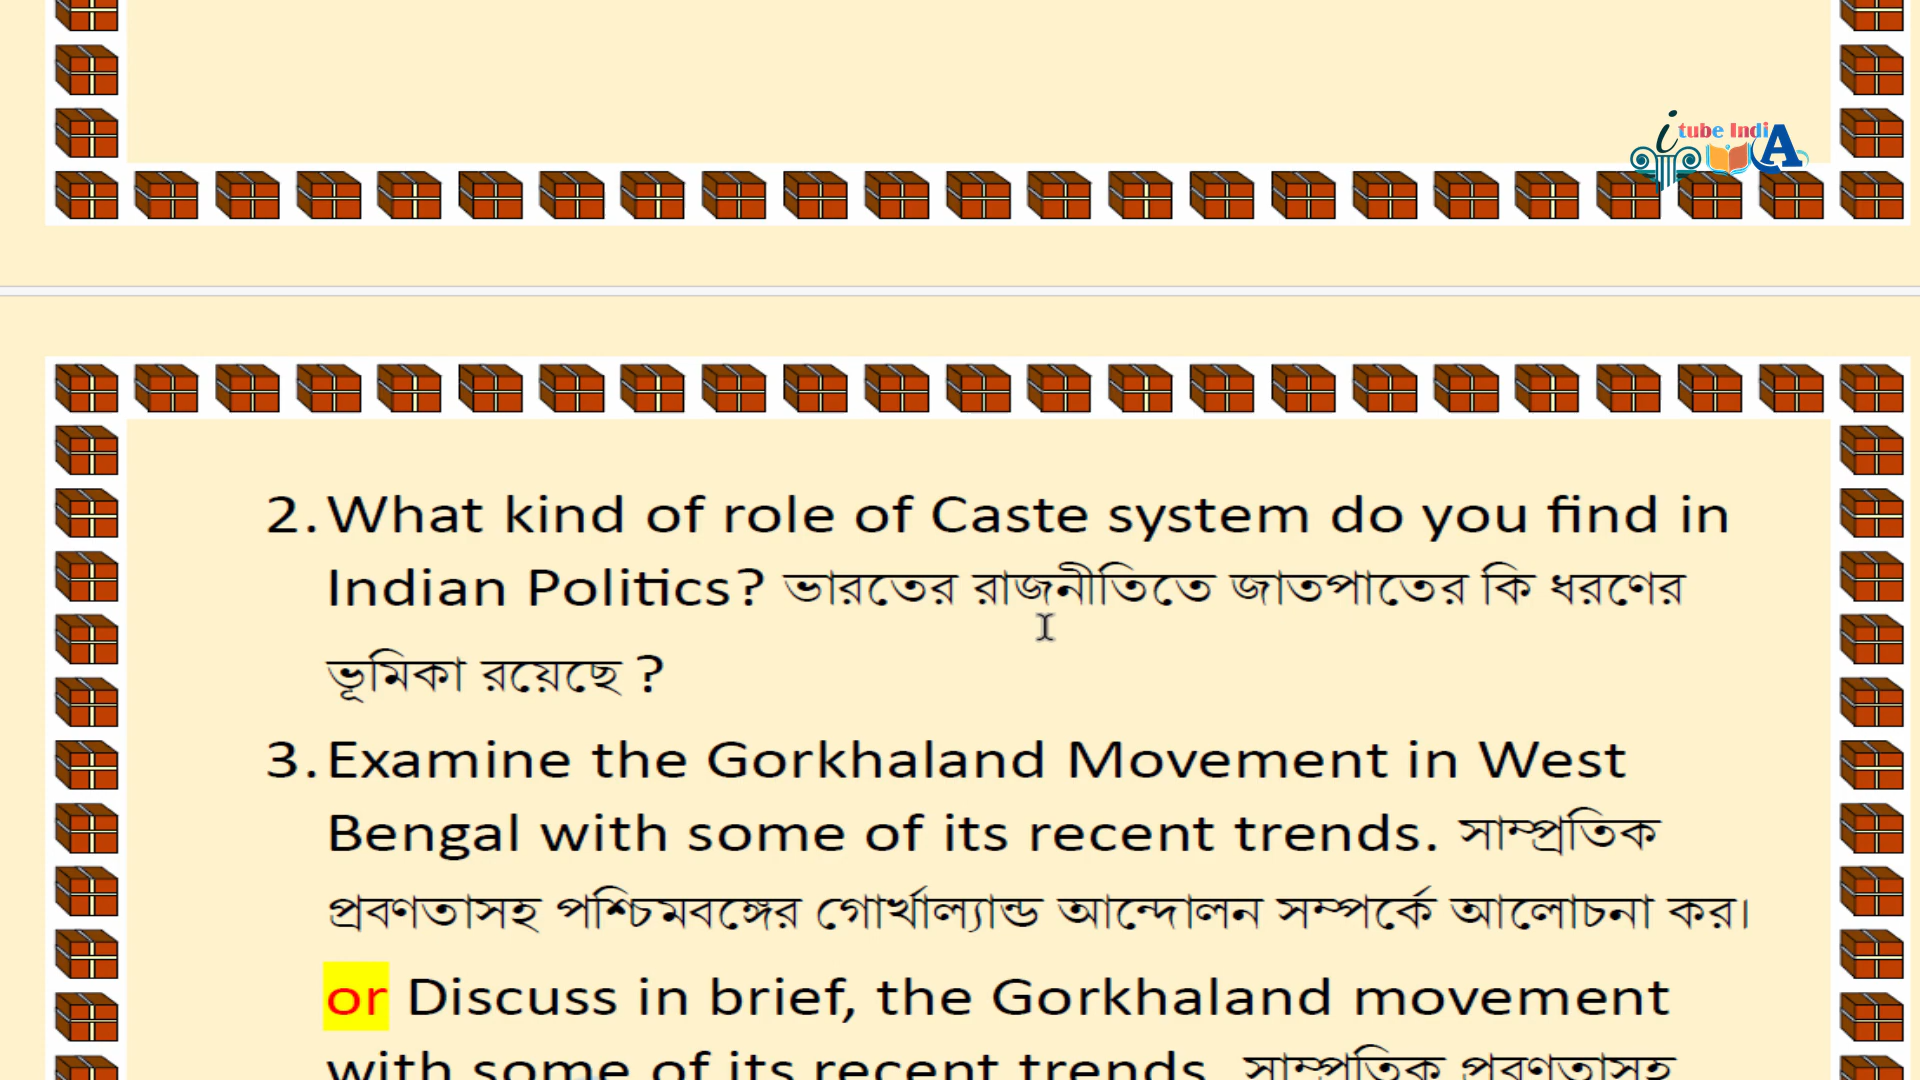 i tube IndiA
2. What kind of role of Caste system do you find in
Indian Politics? ভারতের রাজনীতিতে জাতপাতের কি ধরণের
ভূমিকা রয়েছে ?
3. Examine the Gorkhaland Movement in West
Bengal with some of its recent trends. সাম্প্রতিক
প্রবণতাসহ পশ্চিমবঙ্গের গোর্খাল্যান্ড আন্দোলন সম্পর্কে আলোচনা কর।
or Discuss in brief, the Gorkhaland movement
with some of its recent trends. সাম্প্রতিক প্রবণতাসহ